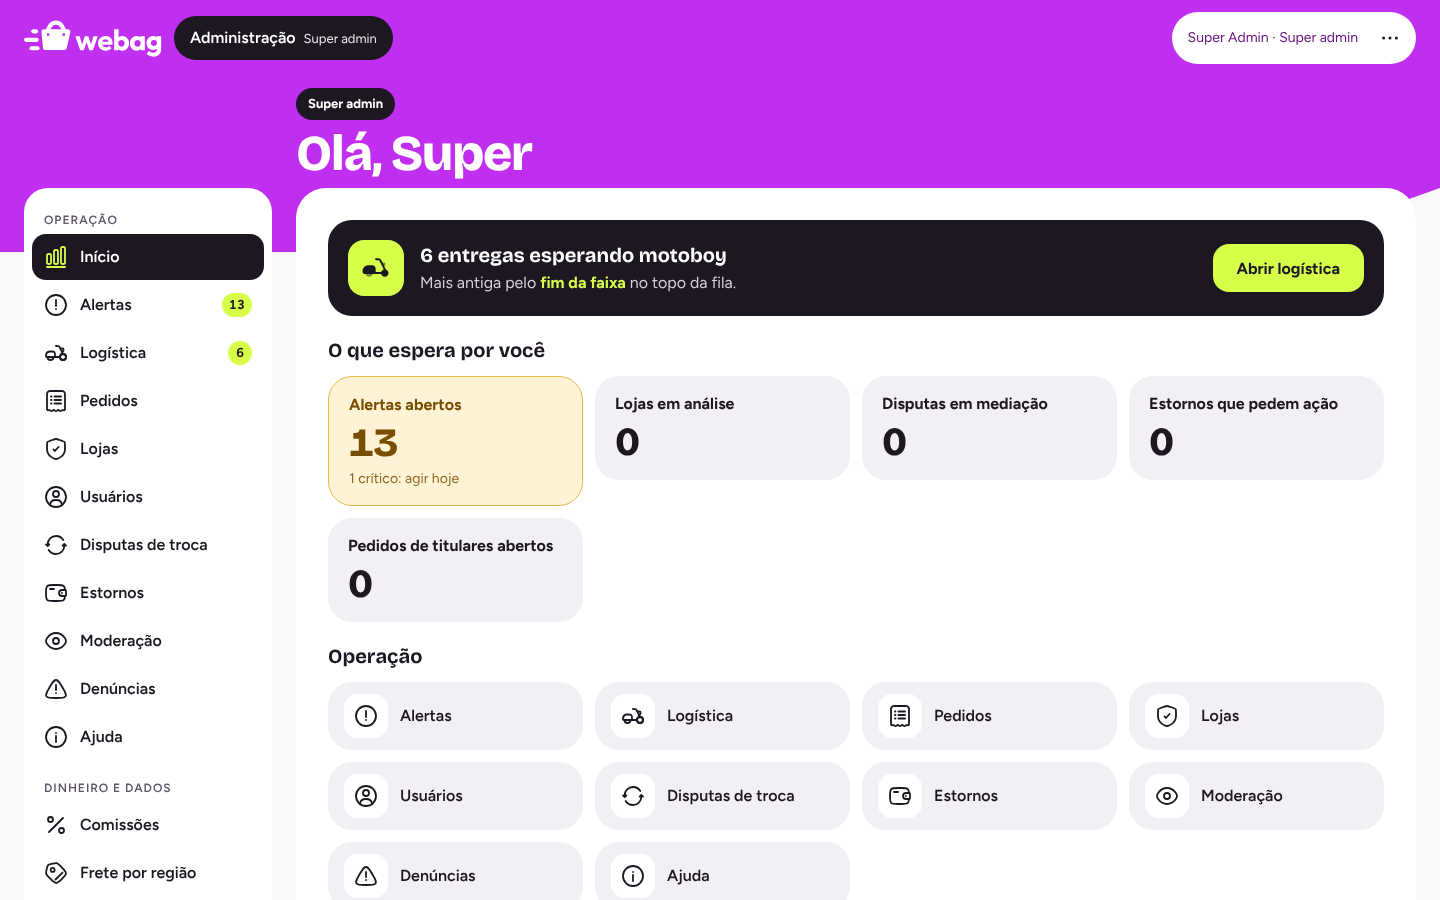 webag
Administração Super admin
Super Admin · Super admin
Super admin
Olá, Super
OPERAÇÃO
Início
Alertas 13
Logística 6
Pedidos
Lojas
Usuários
Disputas de troca
Estornos
Moderação
Denúncias
Ajuda
DINHEIRO E DADOS
Comissões
Frete por região
6 entregas esperando motoboy
Mais antiga pelo fim da faixa no topo da fila.
Abrir logística
O que espera por você
Alertas abertos
13
1 crítico: agir hoje
Lojas em análise
0
Disputas em mediação
0
Estornos que pedem ação
0
Pedidos de titulares abertos
0
Operação
Alertas
Logística
Pedidos
Lojas
Usuários
Disputas de troca
Estornos
Moderação
Denúncias
Ajuda